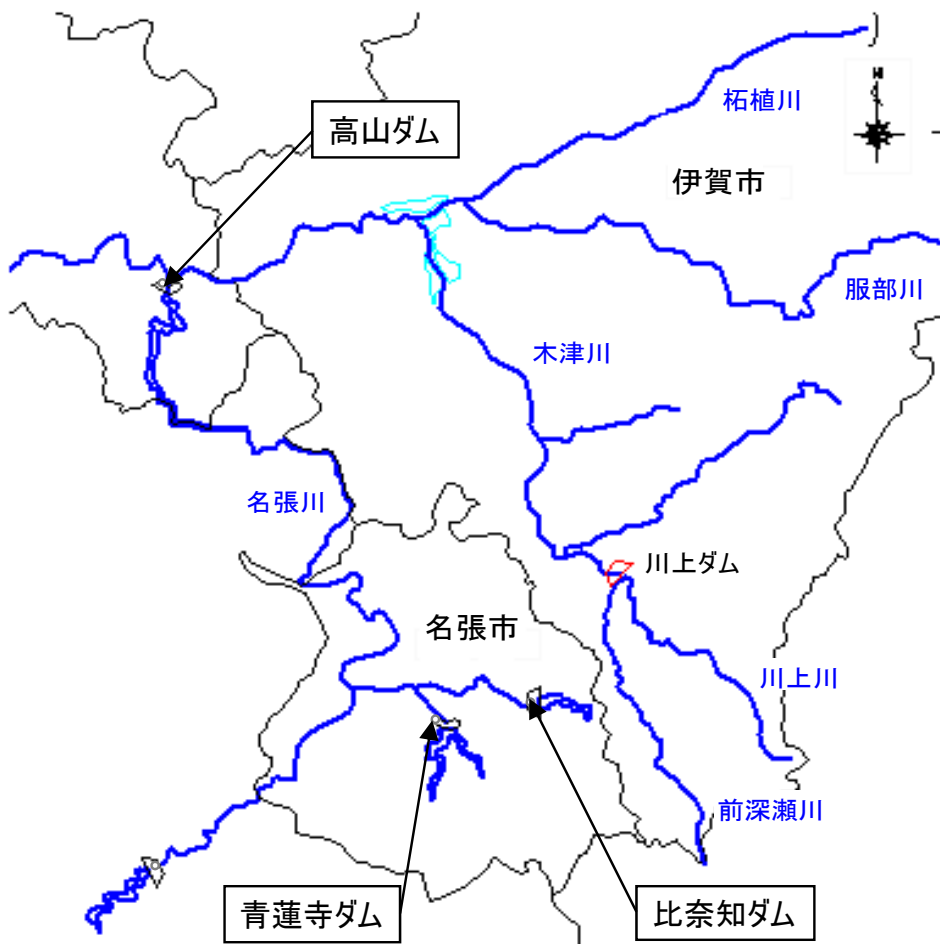 柘植川
高山ダム
N
伊賀市
服部川
木津川
名張川
川上ダム
名張市
川上川
前深瀬川
青蓮寺ダム
比奈知ダム